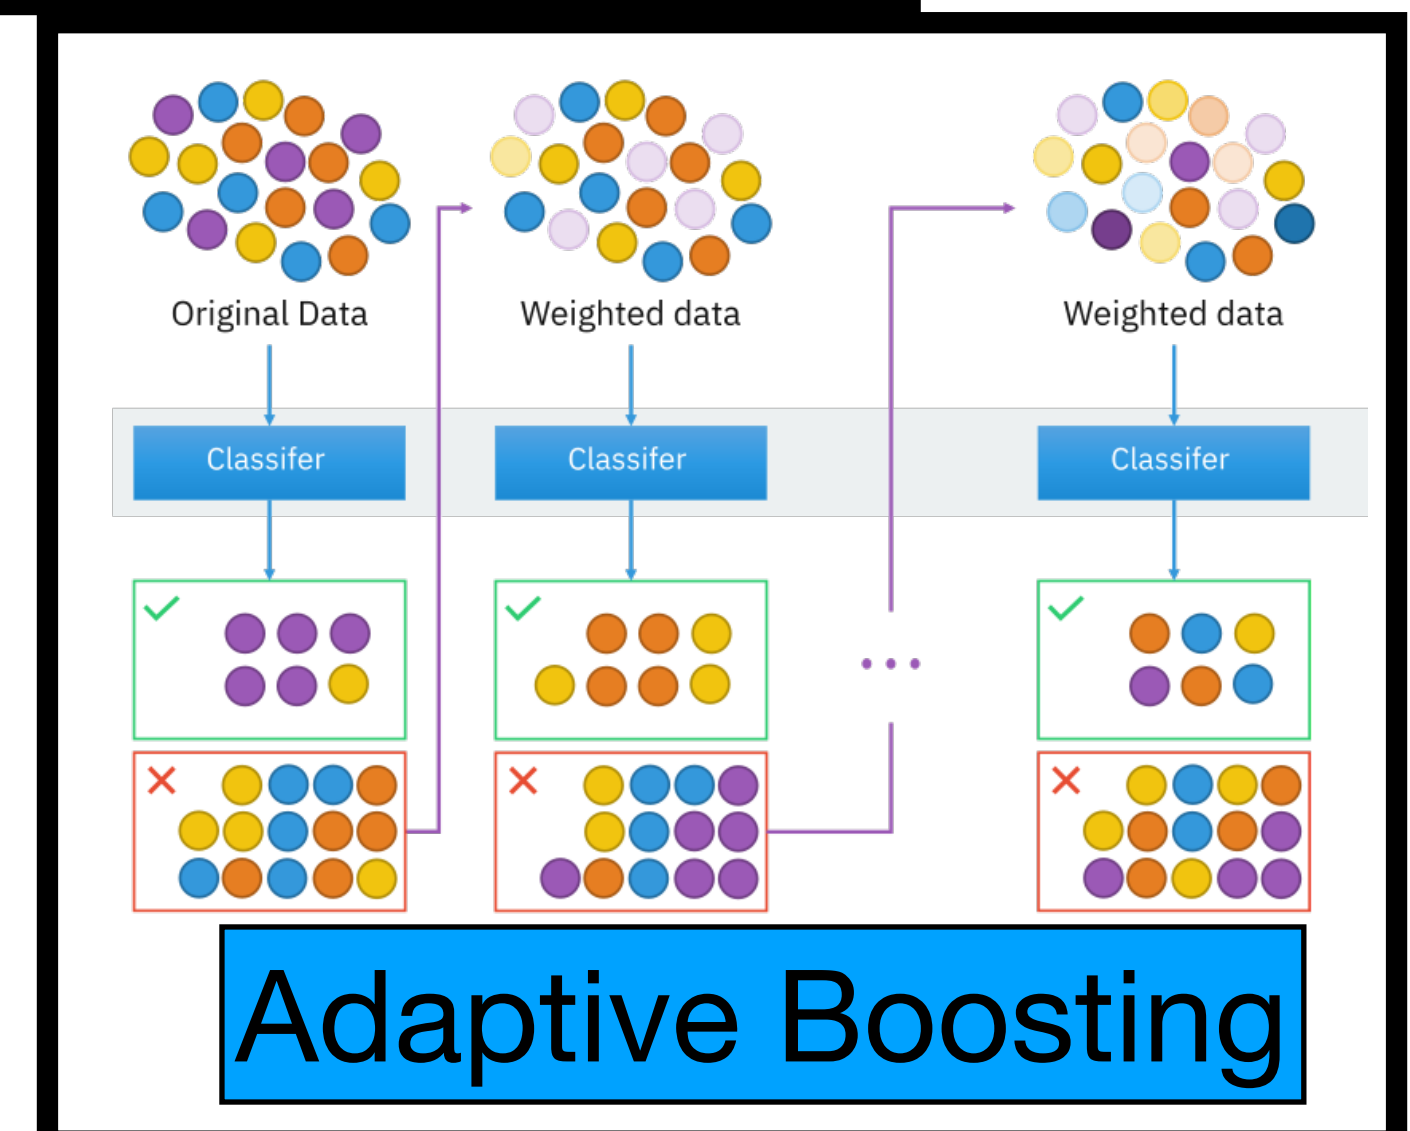 Original Data
Weighted data
Weighted data
Classifer
Classifer
Classifer
Adaptive Boosting